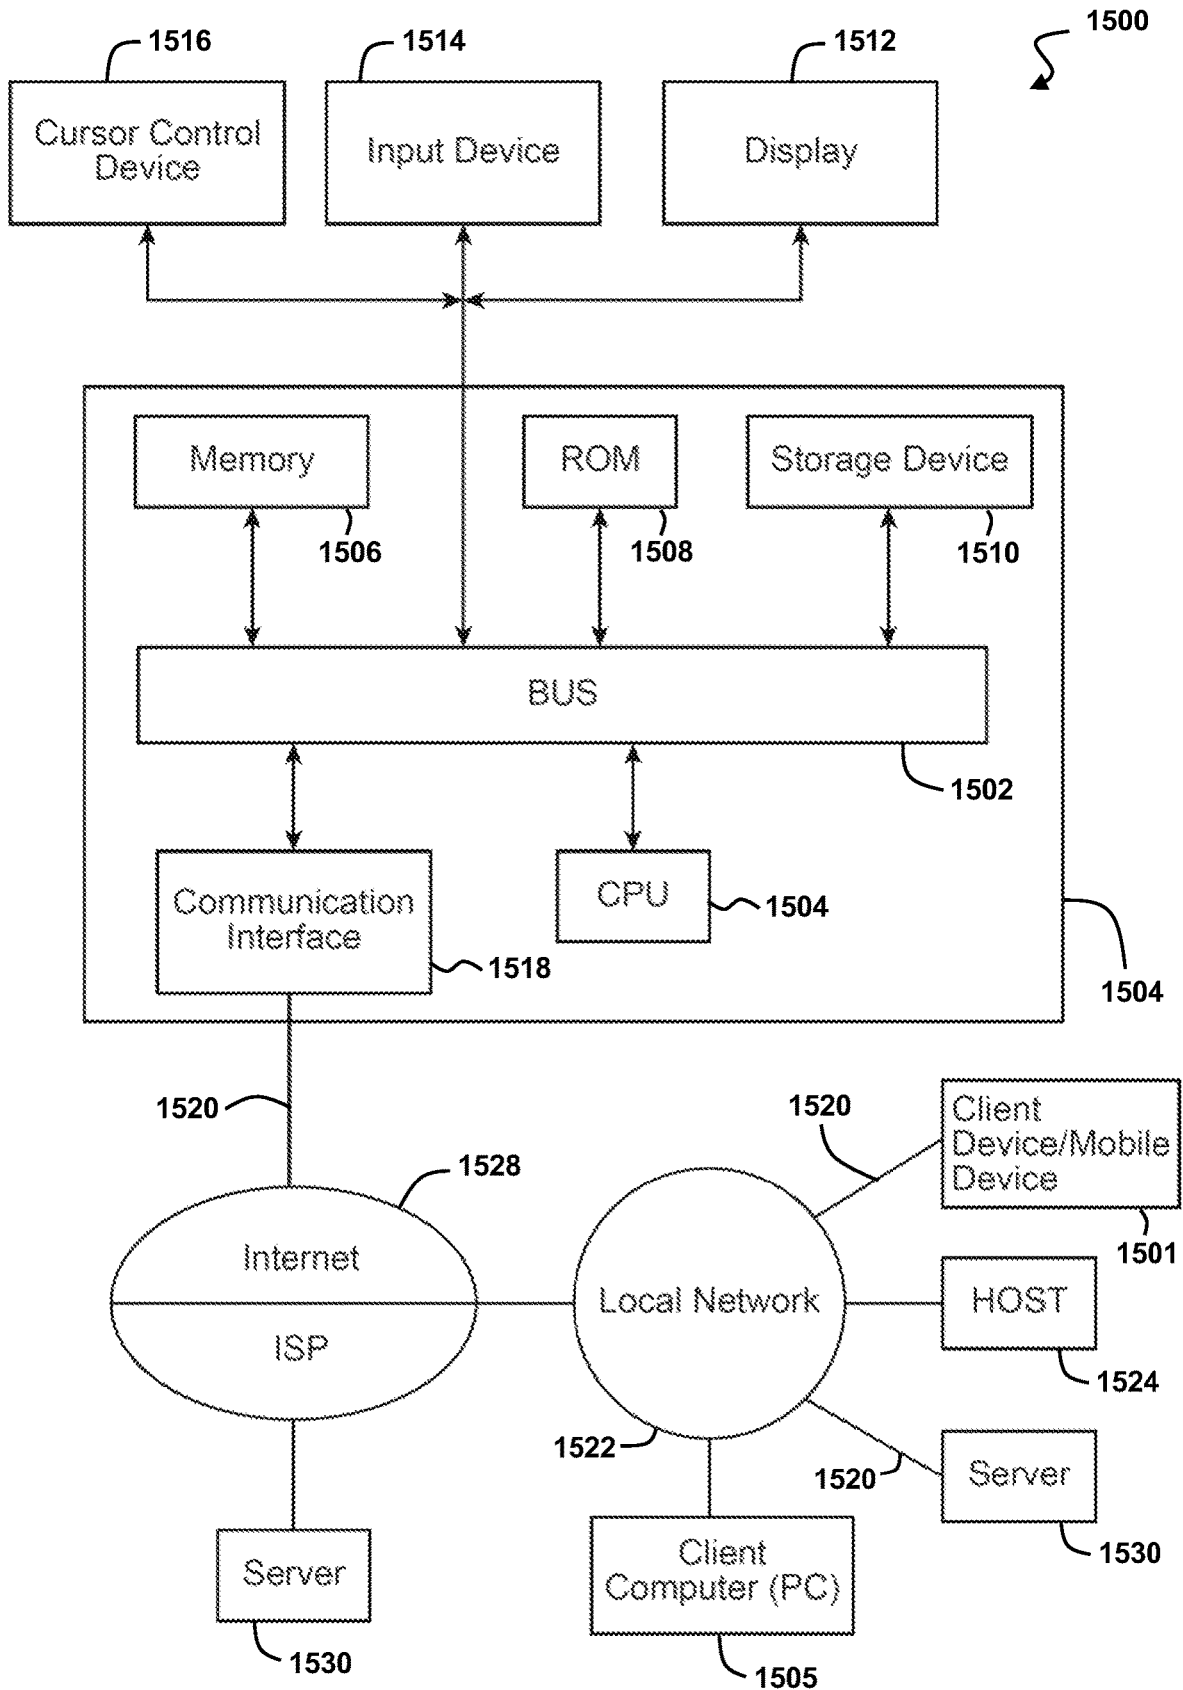 1500
1516
1514
1512
Cursor Control
Device
Input Device
Display
Memory
ROM
Storage Device
1506
1508
1510
BUS
1502
Communication
Interface
CPU
1504
1518
1504
1520
1520
Client
Device/Mobile
Device
1528
1501
Internet
ISP
Local Network
HOST
1524
1522
1520
Server
1530
Server
1530
Client
Computer (PC)
1505